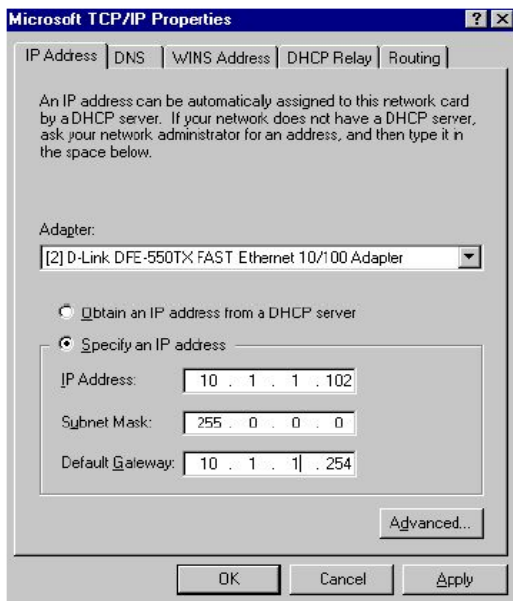 Microsoft TCP/IP Properties ? X
IP Address DNS WINS Address DHCP Relay Routing
An IP address can be automatically assigned to this network card
by a DHCP server. If your network does not have a DHCP server,
ask your network administrator for an address, and then type it in
the space below.
Adapter:
[2] D-Link DFE-550TX FAST Ethernet 10/100 Adapter
Obtain an IP address from a DHCP server
Specify an IP address
IP Address: 10 . 1 . 1 . 102
Subnet Mask: 255 . 0 . 0 . 0
Default Gateway: 10 . 1 . 1 . 254
Advanced...
OK Cancel Apply